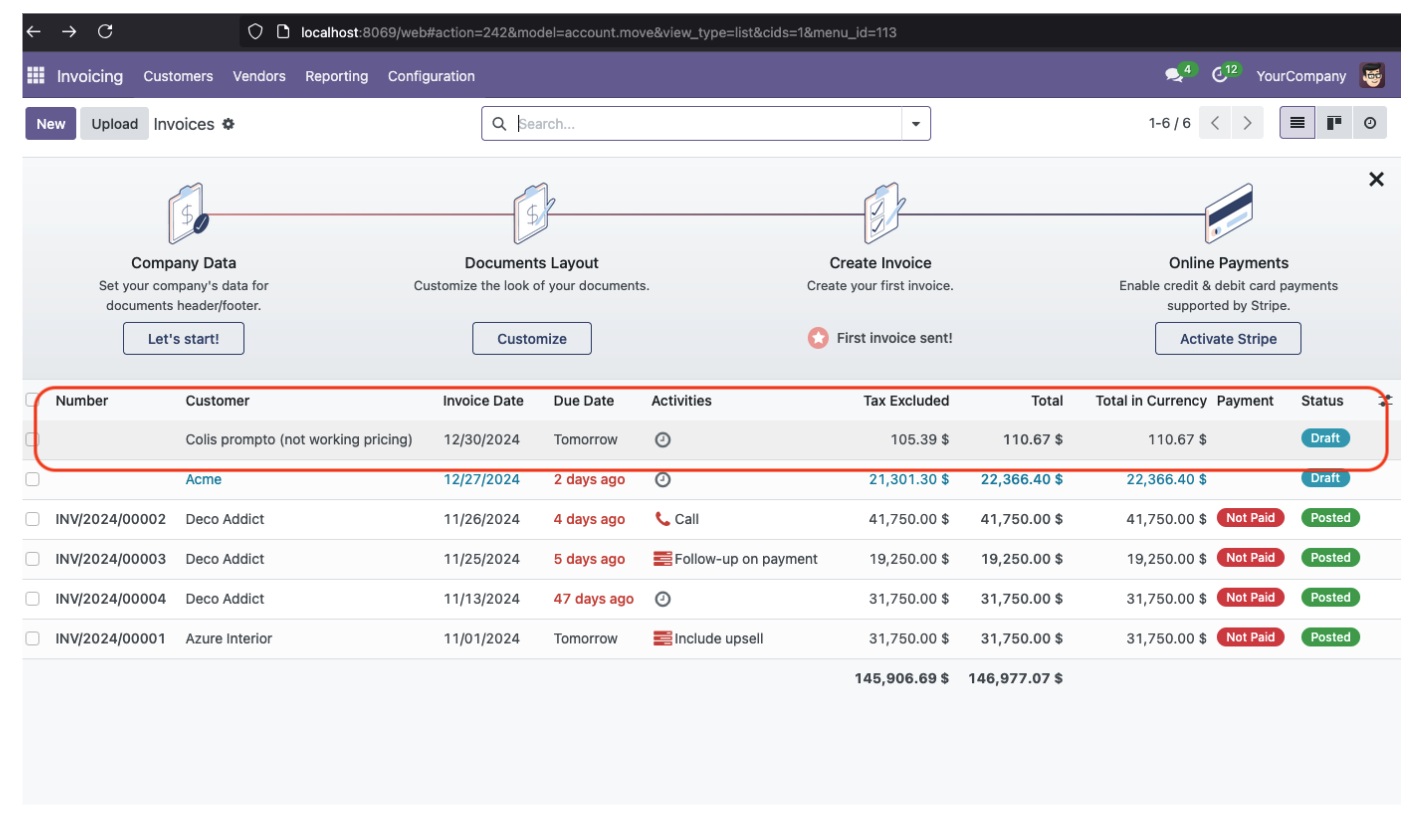 localhost:8069/web#action=242&model=account.move&view_type=list&cids=1&menu_id=113
Invoicing Customers Vendors Reporting Configuration 4 12 YourCompany
New Upload Invoices Search... 1-6 / 6
Company Data
Set your company's data for
documents header/footer.
Let's start!
Documents Layout
Customize the look of your documents.
Customize
Create Invoice
Create your first invoice.
First invoice sent!
Online Payments
Enable credit & debit card payments
supported by Stripe.
Activate Stripe
Number Customer Invoice Date Due Date Activities Tax Excluded Total Total in Currency Payment Status
Colis prompto (not working pricing) 12/30/2024 Tomorrow 105.39 $ 110.67 $ 110.67 $ Draft
Acme 12/27/2024 2 days ago 21,301.30 $ 22,366.40 $ 22,366.40 $ Draft
INV/2024/00002 Deco Addict 11/26/2024 4 days ago Call 41,750.00 $ 41,750.00 $ 41,750.00 $ Not Paid Posted
INV/2024/00003 Deco Addict 11/25/2024 5 days ago Follow-up on payment 19,250.00 $ 19,250.00 $ 19,250.00 $ Not Paid Posted
INV/2024/00004 Deco Addict 11/13/2024 47 days ago 31,750.00 $ 31,750.00 $ 31,750.00 $ Not Paid Posted
INV/2024/00001 Azure Interior 11/01/2024 Tomorrow Include upsell 31,750.00 $ 31,750.00 $ 31,750.00 $ Not Paid Posted
145,906.69 $ 146,977.07 $